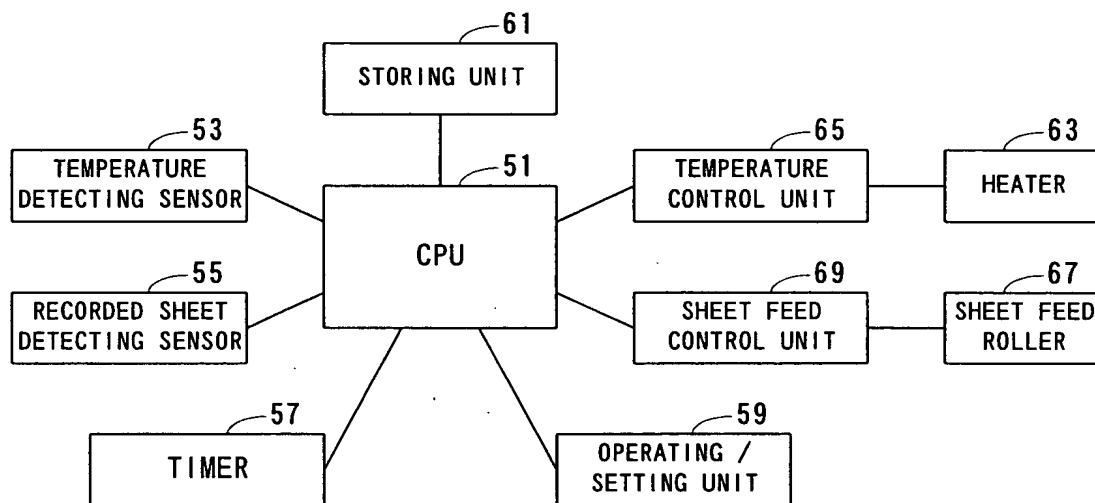 61
STORING UNIT
53
TEMPERATURE
DETECTING SENSOR
51
CPU
65
TEMPERATURE
CONTROL UNIT
63
HEATER
55
RECORDED SHEET
DETECTING SENSOR
69
SHEET FEED
CONTROL UNIT
67
SHEET FEED
ROLLER
57
TIMER
59
OPERATING /
SETTING UNIT